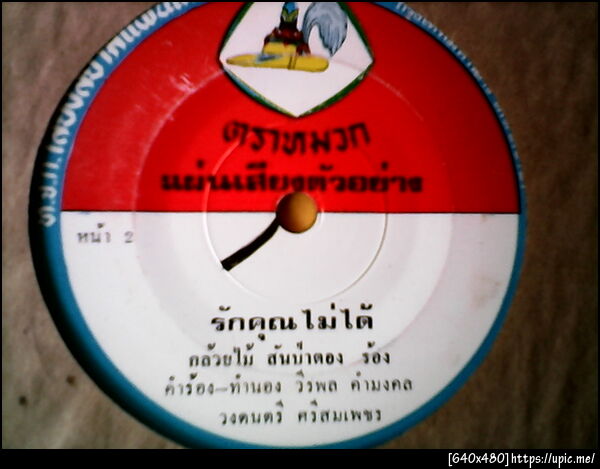 ตราหมวก
แผ่นเสียงตัวอย่าง
หน้า 2
รักคุณไม่ได้
กล้วยไม้ สันป่าตอง ร้อง
คำร้อง-ทำนอง วีรพล คำมงคล
วงดนตรี ศรีสมเพชร
[640x480]https://upic.me/